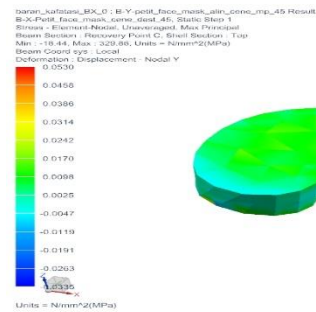 baran_kafatasi_BX_0 : B-Y-petit_face_mask_alin_cene_mp_45 Result
B-X-Petit_face_mask_cene_dest_45, Static Step 1
Stress - Element-Nodal, Unaveraged, Max Principal
Beam Section : Recovery Point C, Shell Section : Top
Min : -18.44, Max : 329.86, Units = N/mm^2(MPa)
Beam Coord sys : Local
Deformation : Displacement - Nodal Y
0.0530
0.0458
0.0386
0.0314
0.0242
0.0170
0.0098
0.0025
-0.0047
-0.0119
-0.0191
-0.0263
-0.0335
X
Units = N/mm^2(MPa)